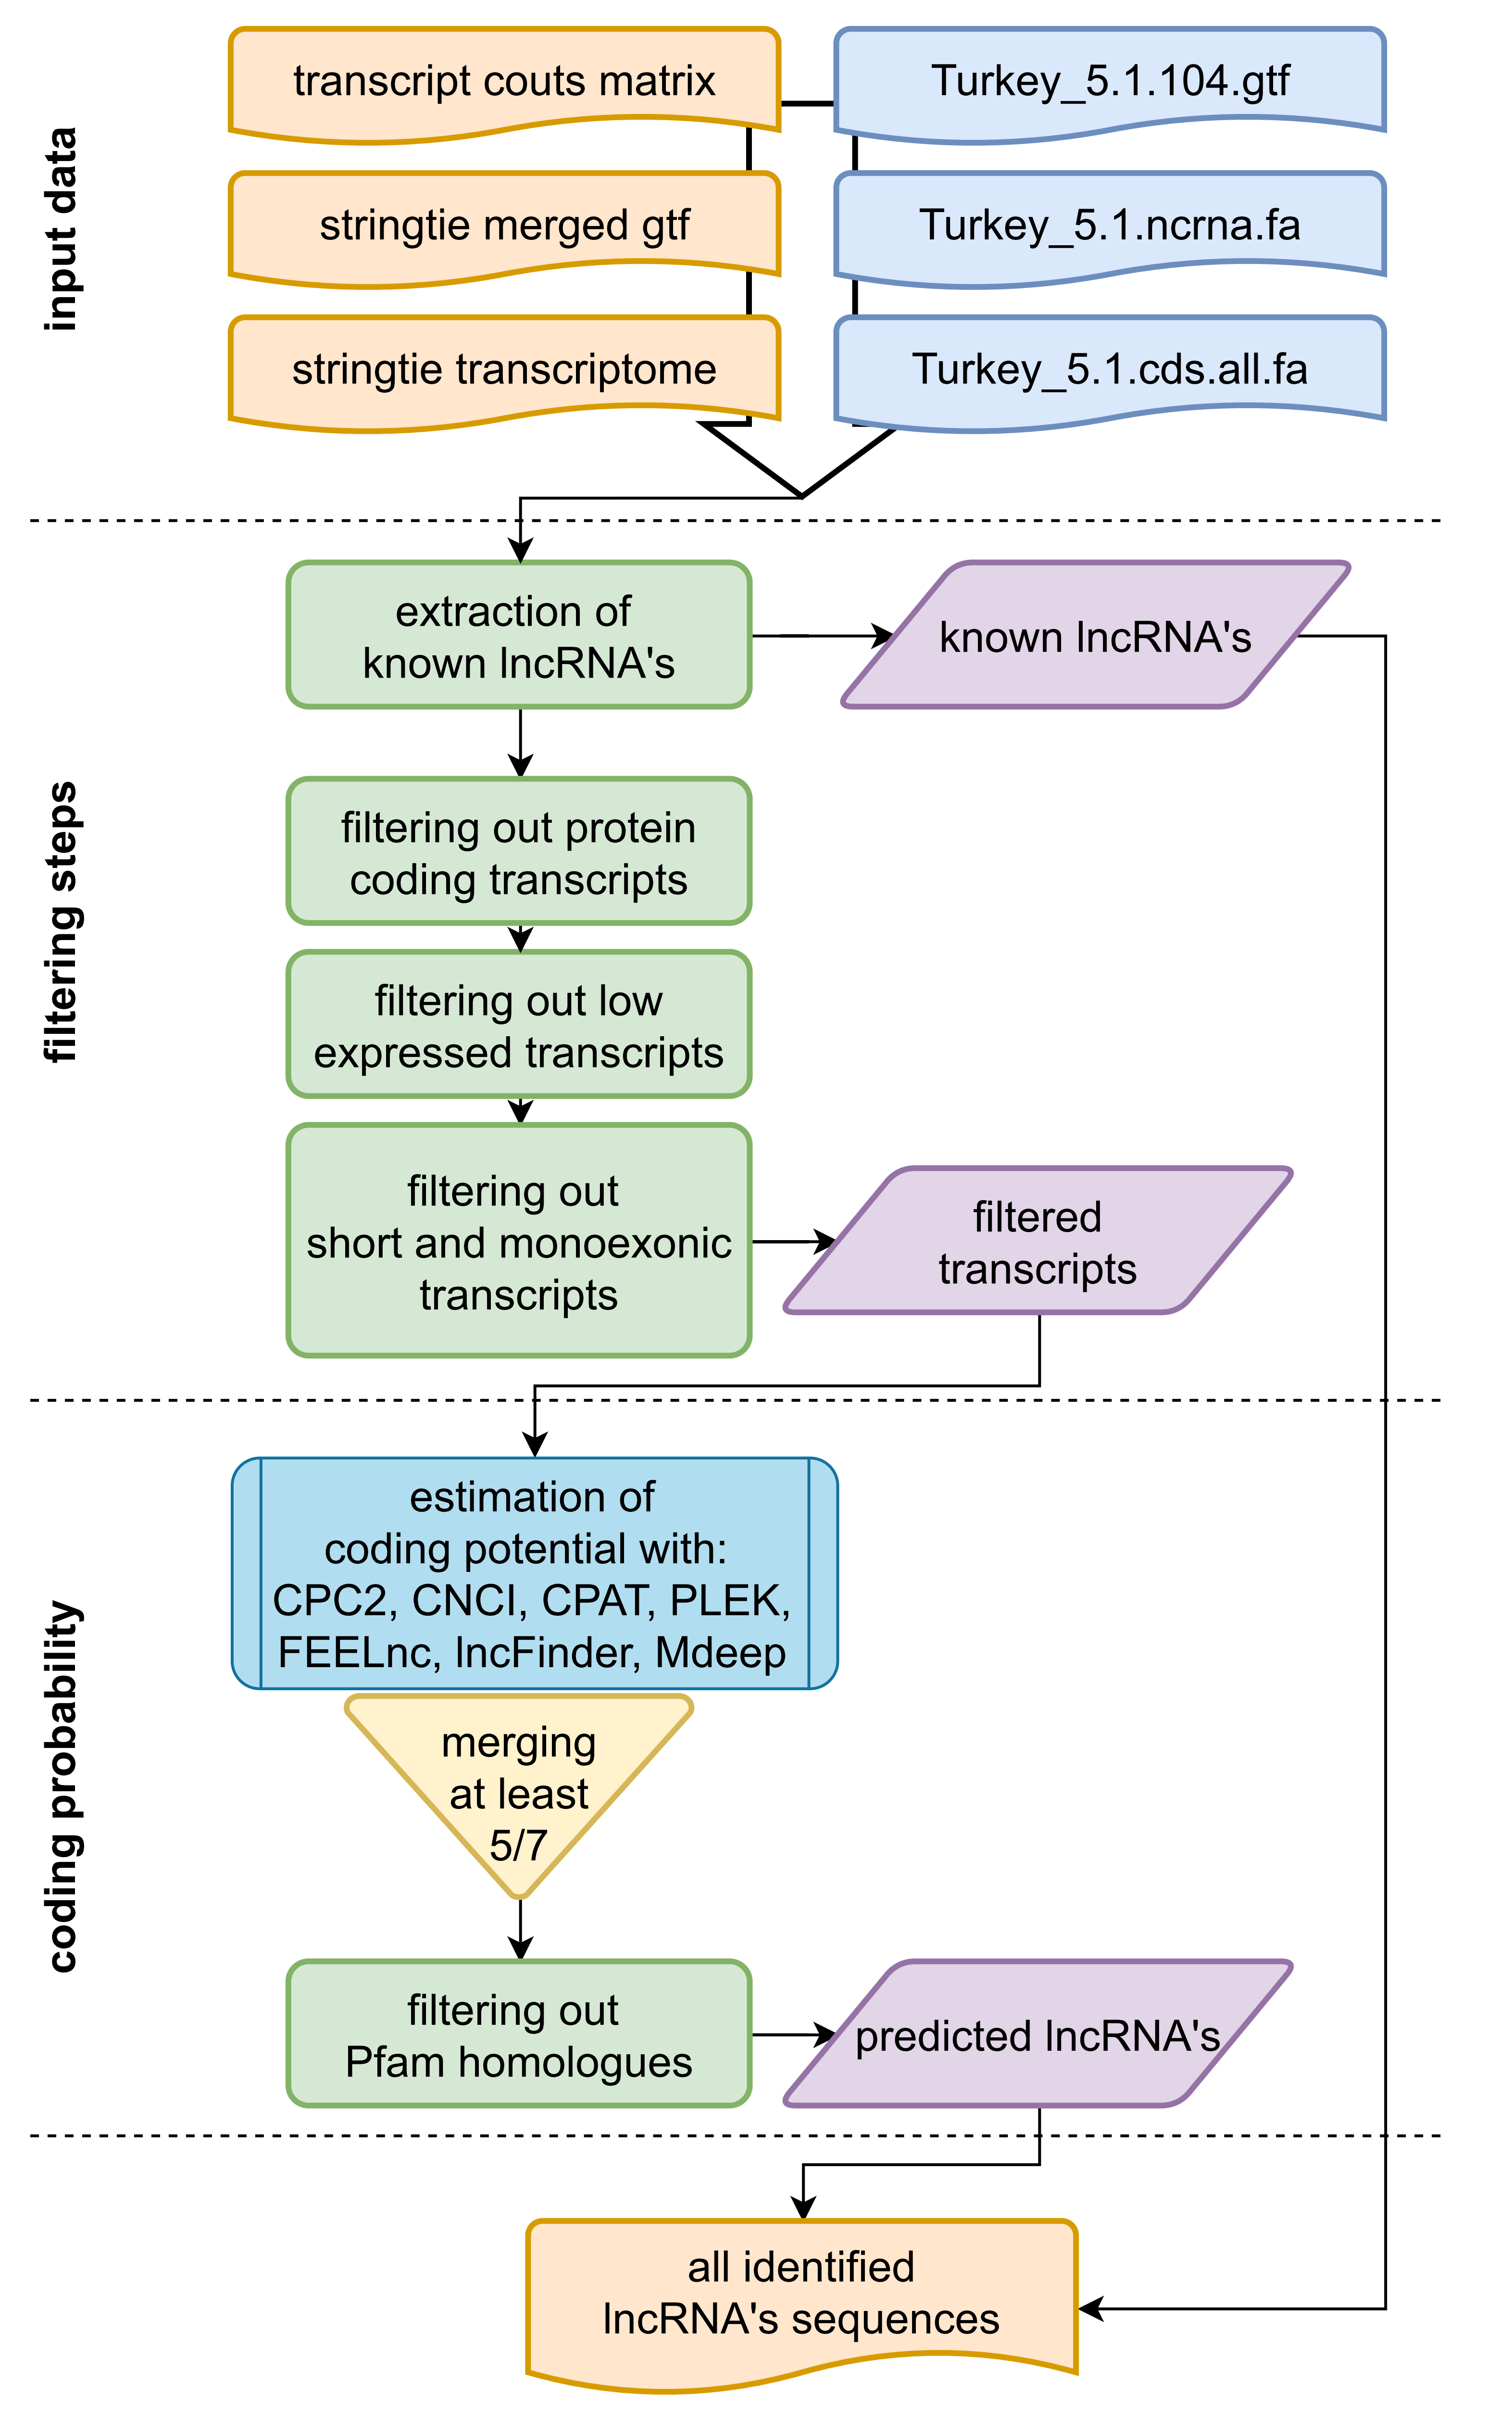 input data
transcript couts matrix
Turkey_5.1.104.gtf
stringtie merged gtf
Turkey_5.1.ncrna.fa
stringtie transcriptome
Turkey_5.1.cds.all.fa
filtering steps
extraction of
known lncRNA's
known lncRNA's
filtering out protein
coding transcripts
filtering out low
expressed transcripts
filtering out
short and monoexonic
transcripts
filtered
transcripts
coding probability
estimation of
coding potential with:
CPC2, CNCI, CPAT, PLEK,
FEELnc, lncFinder, Mdeep
merging
at least
5/7
filtering out
Pfam homologues
predicted lncRNA's
all identified
lncRNA's sequences